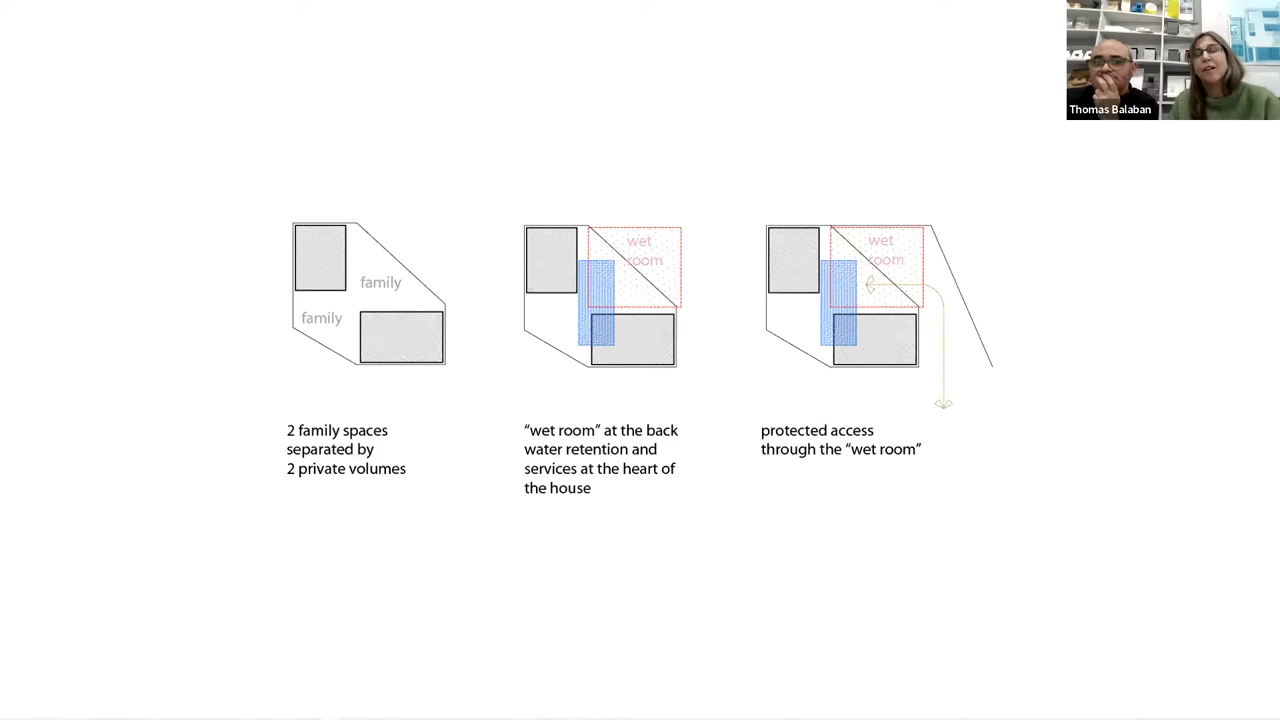 Thomas Balaban
family
family
wet
room
wet
room
2 family spaces
separated by
2 private volumes
“wet room” at the back
water retention and
services at the heart of
the house
protected access
through the “wet room”